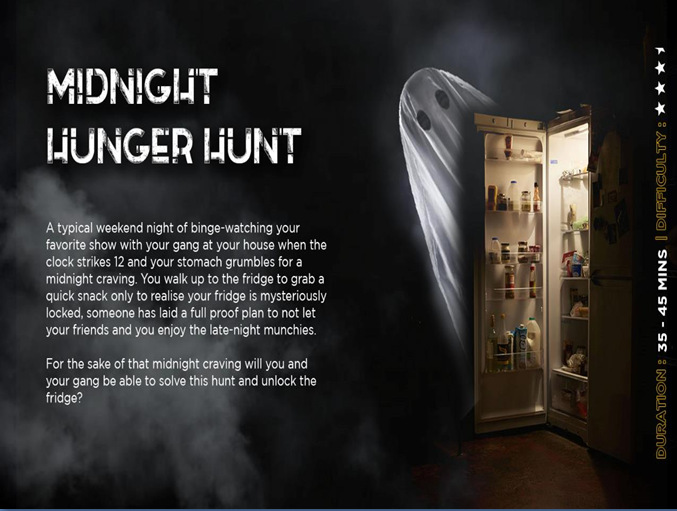 MIDNIGHT
HUNGER HUNT
A typical weekend night of binge-watching your
favorite show with your gang at your house when the
clock strikes 12 and your stomach grumbles for a
midnight craving. You walk up to the fridge to grab a
quick snack only to realise your fridge is mysteriously
locked, someone has laid a full proof plan to not let
your friends and you enjoy the late-night munchies.
For the sake of that midnight craving will you and
your gang be able to solve this hunt and unlock the
fridge?
DURATION : 35 - 45 MINS | DIFFICULTY :